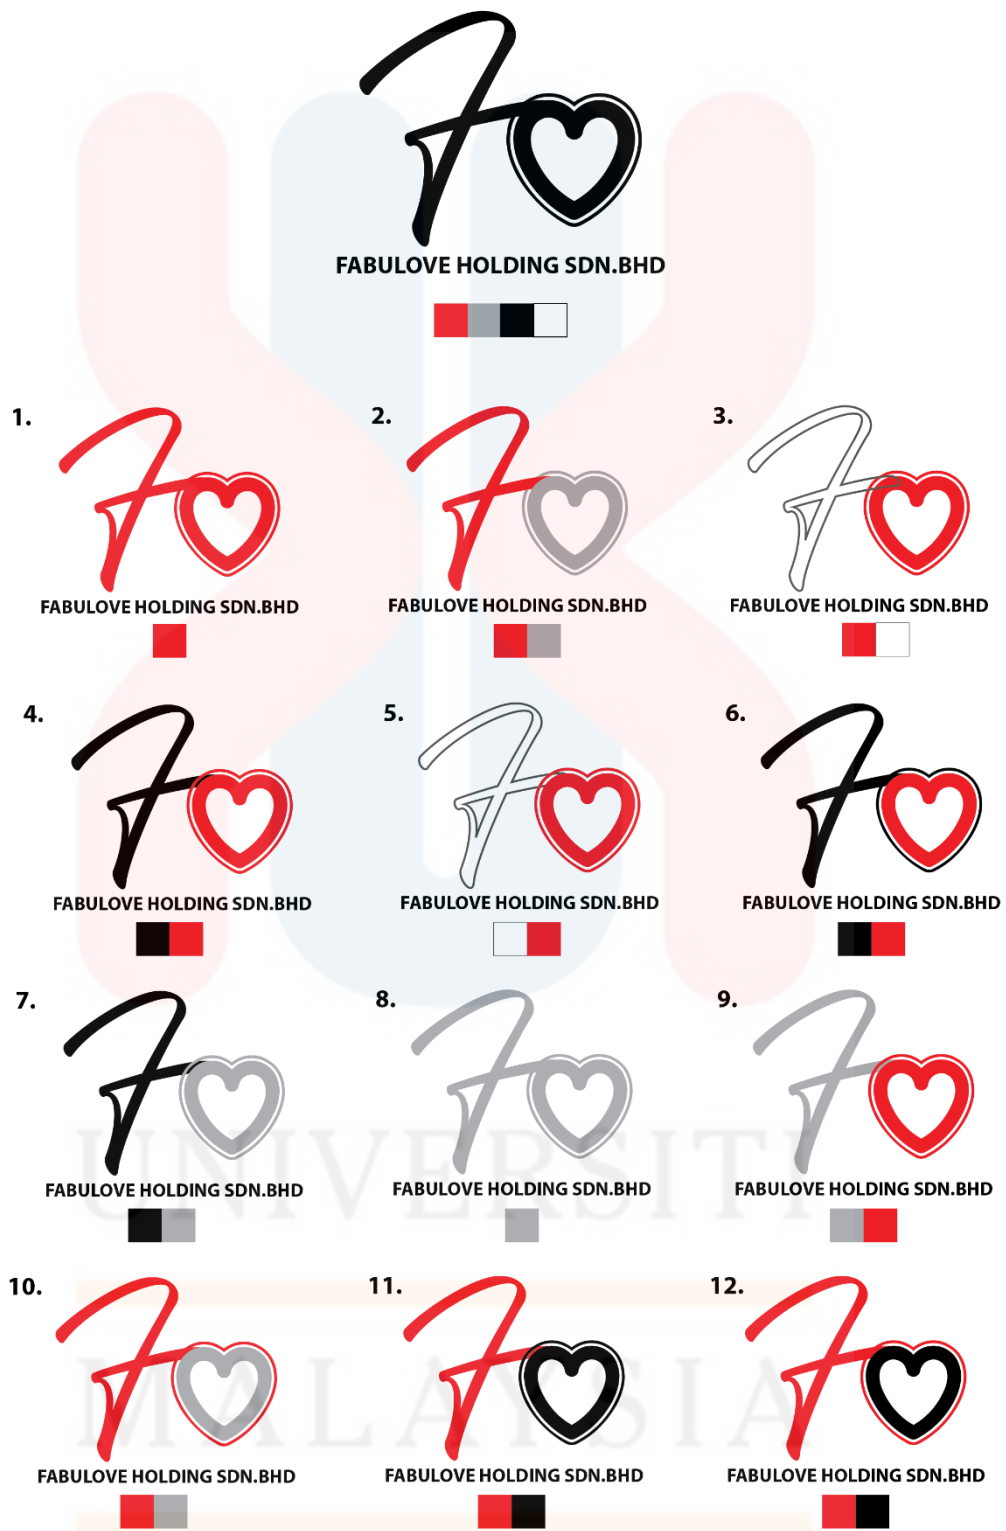 F
FABULOVE HOLDING SDN.BHD
1.
2.
3.
F
F
F
FABULOVE HOLDING SDN.BHD
FABULOVE HOLDING SDN.BHD
FABULOVE HOLDING SDN.BHD
4.
5.
6.
F
F
F
FABULOVE HOLDING SDN.BHD
FABULOVE HOLDING SDN.BHD
FABULOVE HOLDING SDN.BHD
7.
8.
9.
F
F
F
FABULOVE HOLDING SDN.BHD
FABULOVE HOLDING SDN.BHD
FABULOVE HOLDING SDN.BHD
UNIVERSITI
10.
11.
12.
F
F
F
MALAYSIA
FABULOVE HOLDING SDN.BHD
FABULOVE HOLDING SDN.BHD
FABULOVE HOLDING SDN.BHD